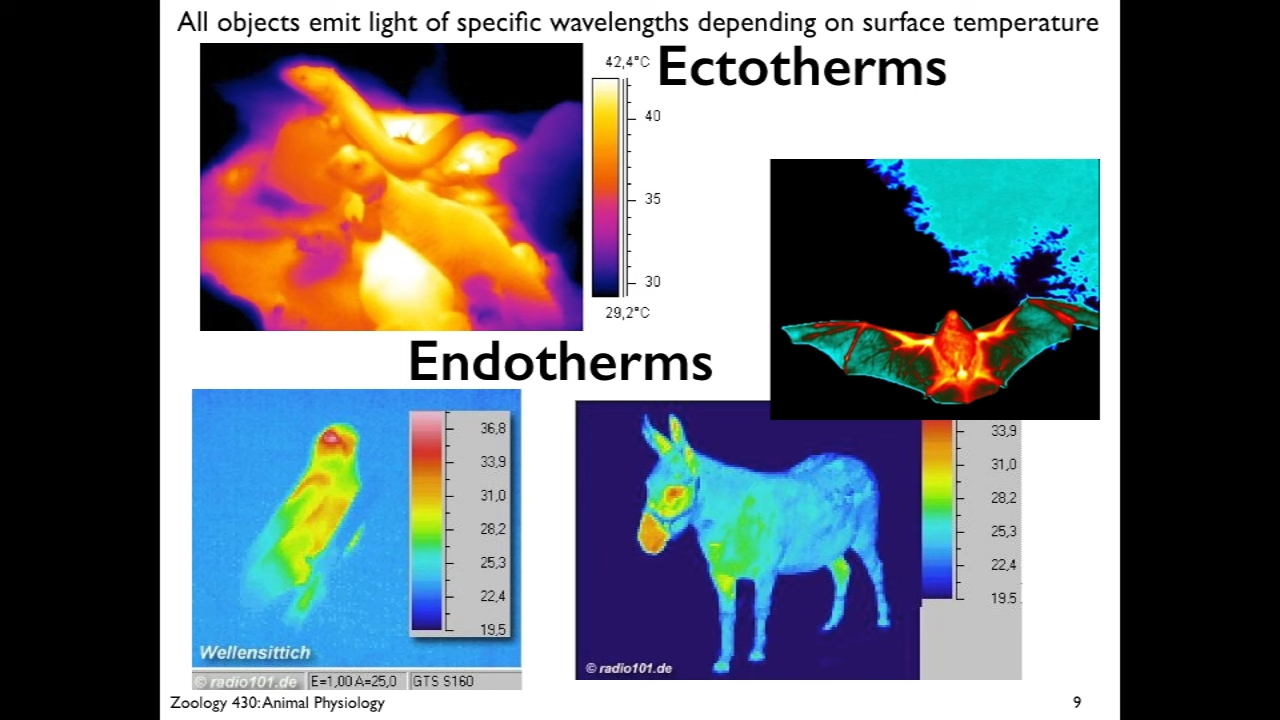 All objects emit light of specific wavelengths depending on surface temperature
Ectotherms
42,4°C
40
35
30
29,2°C
Endotherms
36,8
33,9
31,0
28,2
25,3
22,4
19,5
Wellensittich
© radio101.de
E=1,00 A=25,0
GTS S160
33,9
31,0
28,2
25,3
22,4
19.5
© radio101.de
Zoology 430: Animal Physiology
9